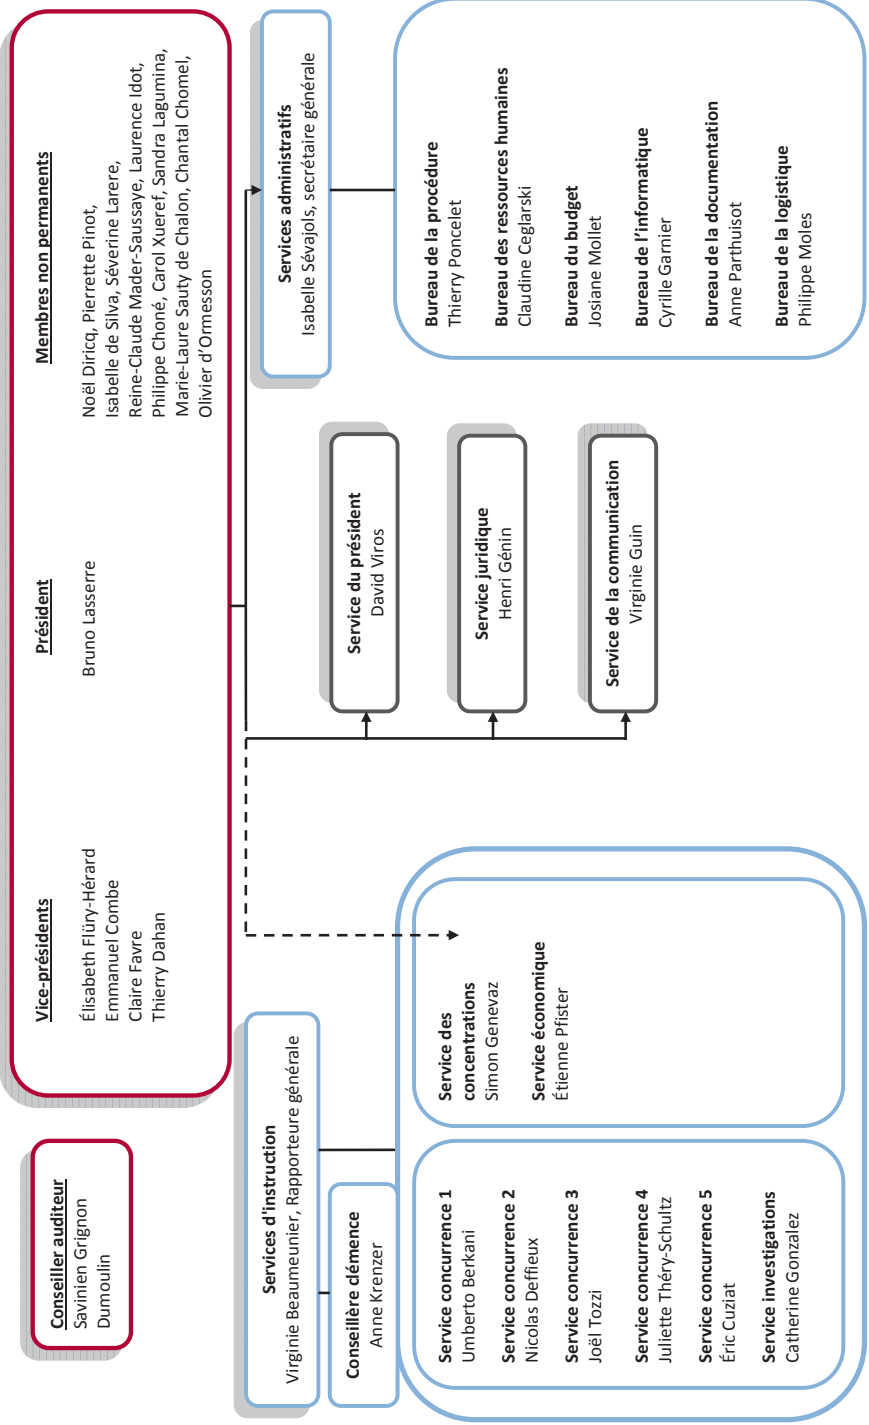 Conseiller auditeur
Savinien Grignon
Dumoulin
Vice-présidents
Élisabeth Flüry-Hérard
Emmanuel Combe
Claire Favre
Thierry Dahan
Président
Bruno Lasserre
Membres non permanents
Noël Diricq, Pierrette Pinot,
Isabelle de Silva, Séverine Larere,
Reine-Claude Mader-Saussaye, Laurence Idot,
Philippe Choné, Carol Xueref, Sandra Lagumina,
Marie-Laure Sauty de Chalon, Chantal Chomel,
Olivier d'Ormesson
Services d'instruction
Virginie Beaumeunier, Rapporteure générale
Conseillère démence
Anne Krenzer
Service concurrence 1
Umberto Berkani
Service concurrence 2
Nicolas Deffieux
Service concurrence 3
Joël Tozzi
Service concurrence 4
Juliette Théry-Schultz
Service concurrence 5
Éric Cuziat
Service investigations
Catherine Gonzalez
Service des
concentrations
Simon Genevaz
Service économique
Étienne Pfister
Service du président
David Viros
Service juridique
Henri Génin
Service de la communication
Virginie Guin
Services administratifs
Isabelle Sévajols, secrétaire générale
Bureau de la procédure
Thierry Poncelet
Bureau des ressources humaines
Claudine Ceglarski
Bureau du budget
Josiane Mollet
Bureau de l'informatique
Cyrille Garnier
Bureau de la documentation
Anne Parthuisot
Bureau de la logistique
Philippe Moles